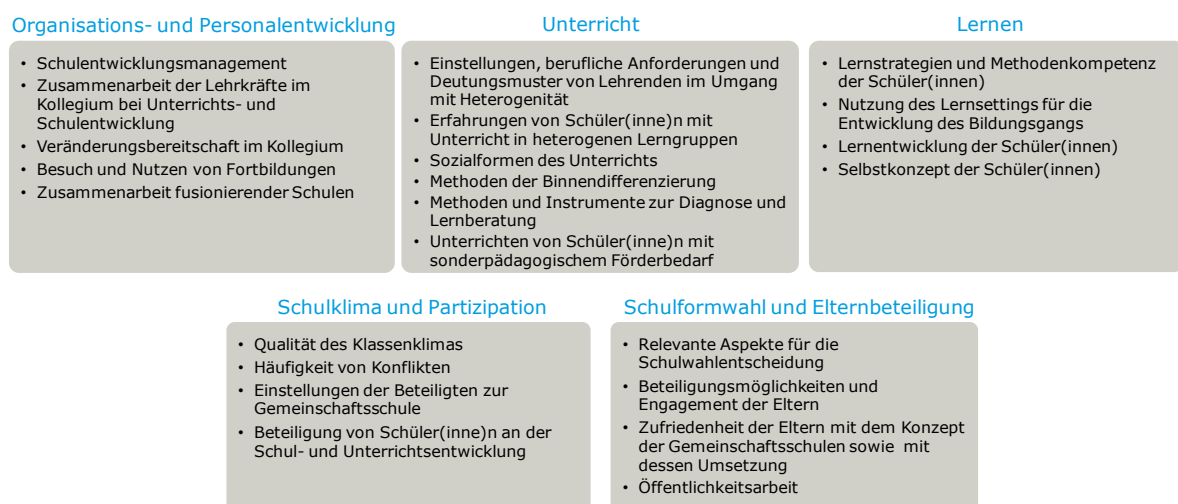 Organisations- und Personalentwicklung
• Schulentwicklungsmanagement
• Zusammenarbeit der Lehrkräfte im
Kollegium bei Unterrichts- und
Schulentwicklung
• Veränderungsbereitschaft im Kollegium
• Besuch und Nutzen von Fortbildungen
• Zusammenarbeit fusionierender Schulen
Unterricht
• Einstellungen, berufliche Anforderungen und
Deutungsmuster von Lehrenden im Umgang
mit Heterogenität
• Erfahrungen von Schüler(inne)n mit
Unterricht in heterogenen Lerngruppen
• Sozialformen des Unterrichts
• Methoden der Binnendifferenzierung
• Methoden und Instrumente zur Diagnose und
Lernberatung
• Unterrichten von Schüler(inne)n mit
sonderpädagogischem Förderbedarf
Lernen
• Lernstrategien und Methodenkompetenz
der Schüler(innen)
• Nutzung des Lernsettings für die
Entwicklung des Bildungsgangs
• Lernentwicklung der Schüler(innen)
• Selbstkonzept der Schüler(innen)
Schulklima und Partizipation
• Qualität des Klassenklimas
• Häufigkeit von Konflikten
• Einstellungen der Beteiligten zur
Gemeinschaftsschule
• Beteiligung von Schüler(inne)n an der
Schul- und Unterrichtsentwicklung
Schulformwahl und Elternbeteiligung
• Relevante Aspekte für die
Schulwahlentscheidung
• Beteiligungsmöglichkeiten und
Engagement der Eltern
• Zufriedenheit der Eltern mit dem Konzept
der Gemeinschaftsschulen sowie mit
dessen Umsetzung
• Öffentlichkeitsarbeit